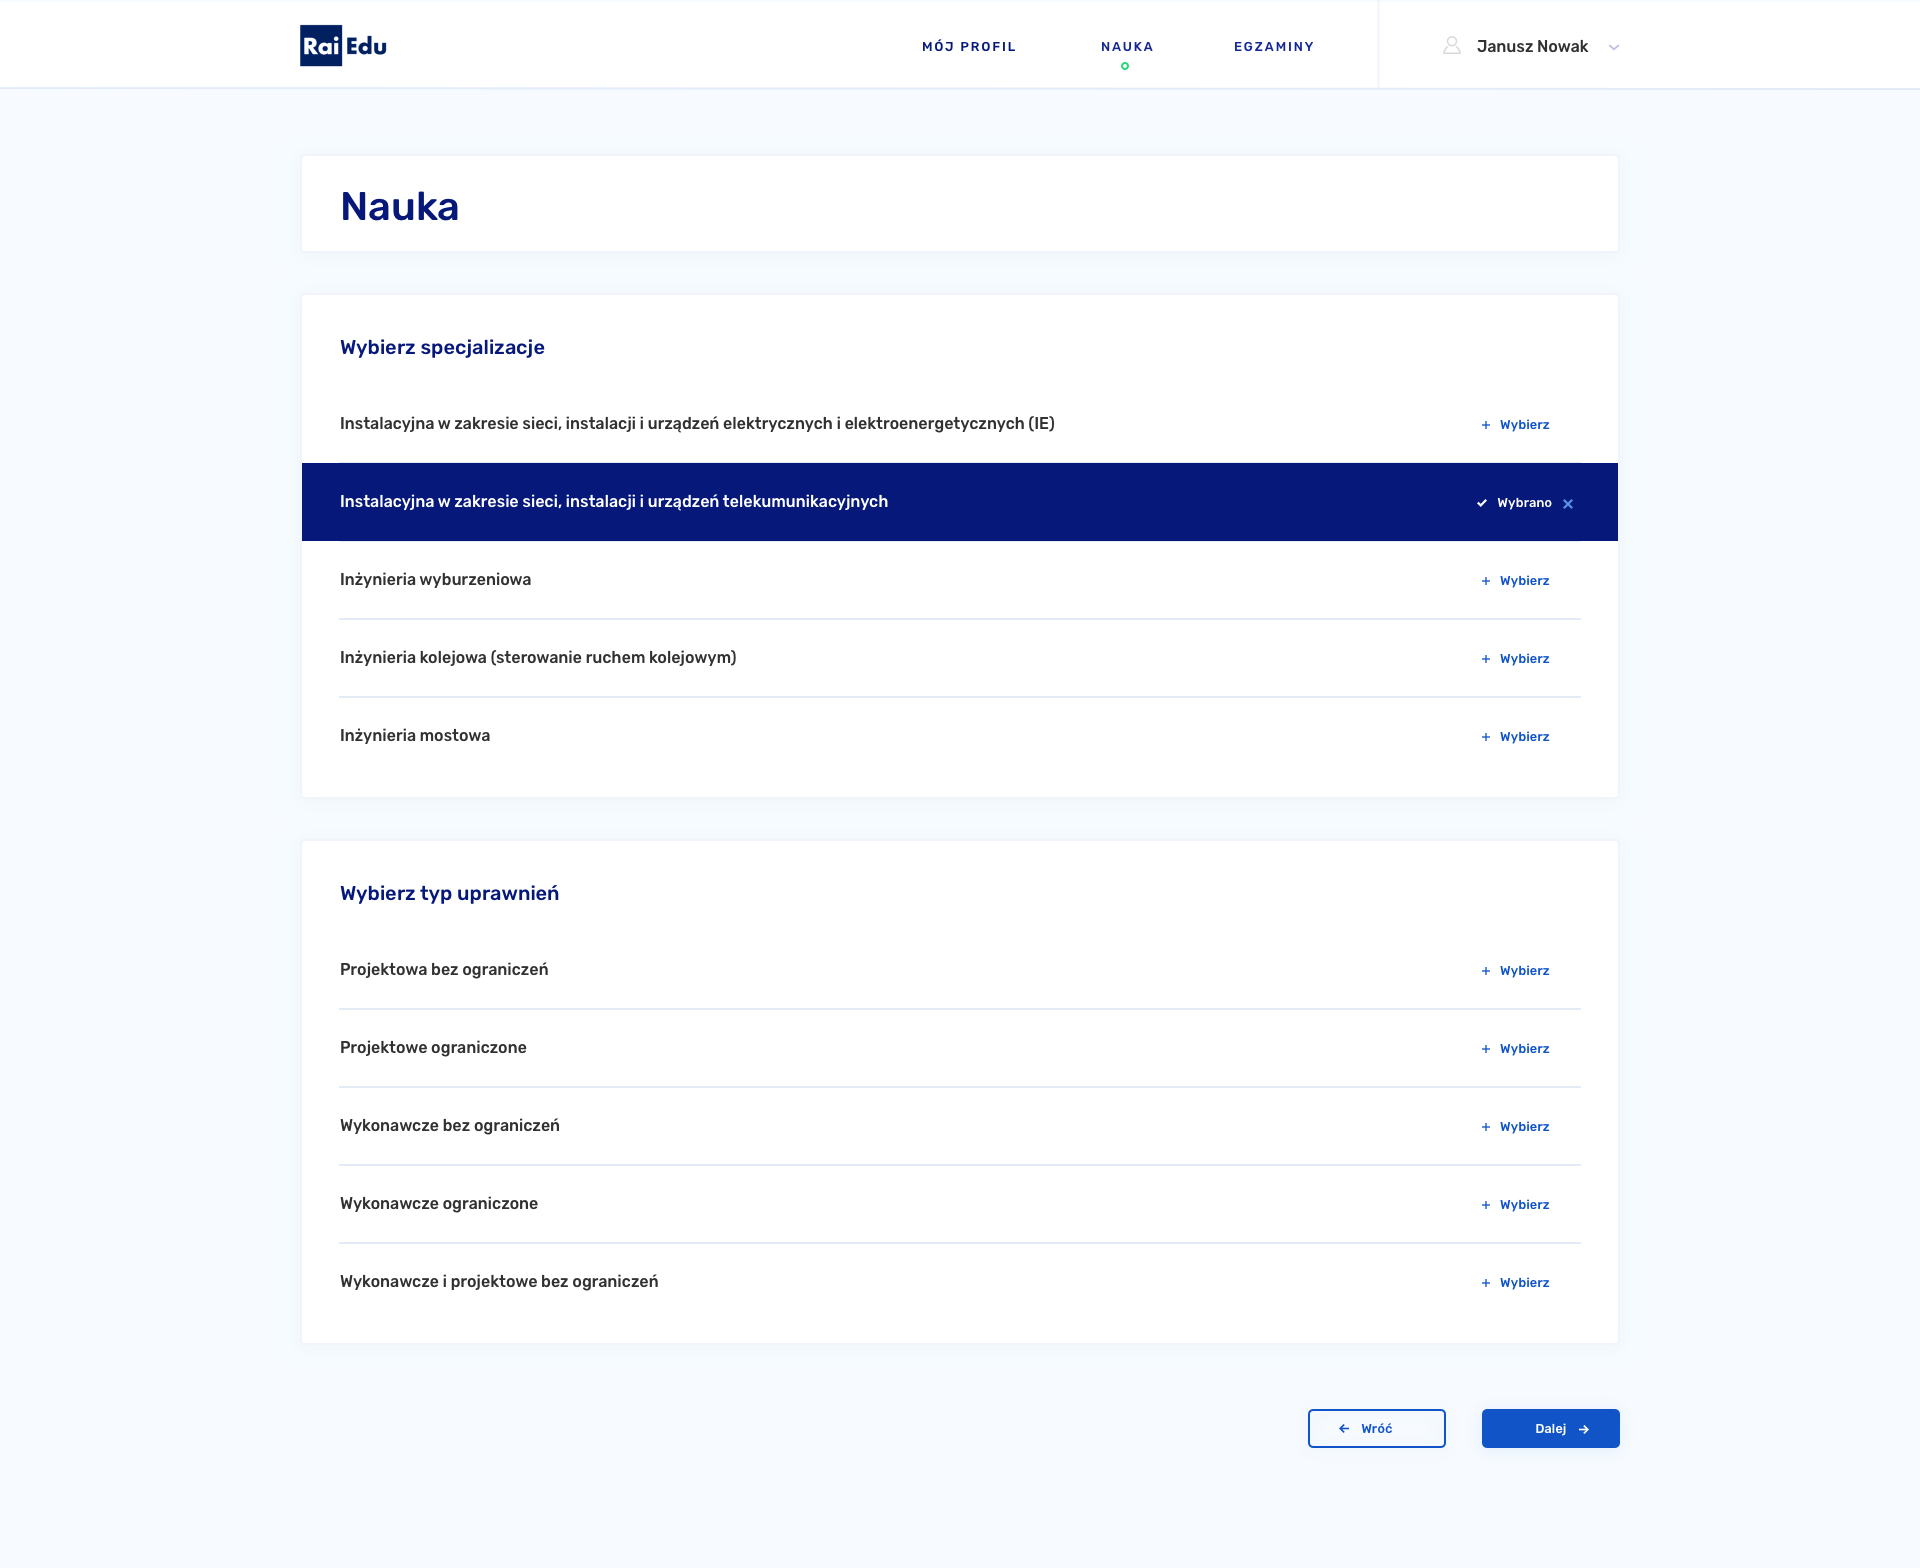 Rai Edu
MÓJ PROFIL
NAUKA
EGZAMINY
Janusz Nowak
Nauka
Wybierz specjalizacje
Instalacyjna w zakresie sieci, instalacji i urządzeń elektrycznych i elektroenergetycznych (IE)
+ Wybierz
Instalacyjna w zakresie sieci, instalacji i urządzeń telekumunikacyjnych
Wybrano
Inżynieria wyburzeniowa
+ Wybierz
Inżynieria kolejowa (sterowanie ruchem kolejowym)
+ Wybierz
Inżynieria mostowa
+ Wybierz
Wybierz typ uprawnień
Projektowa bez ograniczeń
+ Wybierz
Projektowe ograniczone
+ Wybierz
Wykonawcze bez ograniczeń
+ Wybierz
Wykonawcze ograniczone
+ Wybierz
Wykonawcze i projektowe bez ograniczeń
+ Wybierz
← Wróć
Dalej →